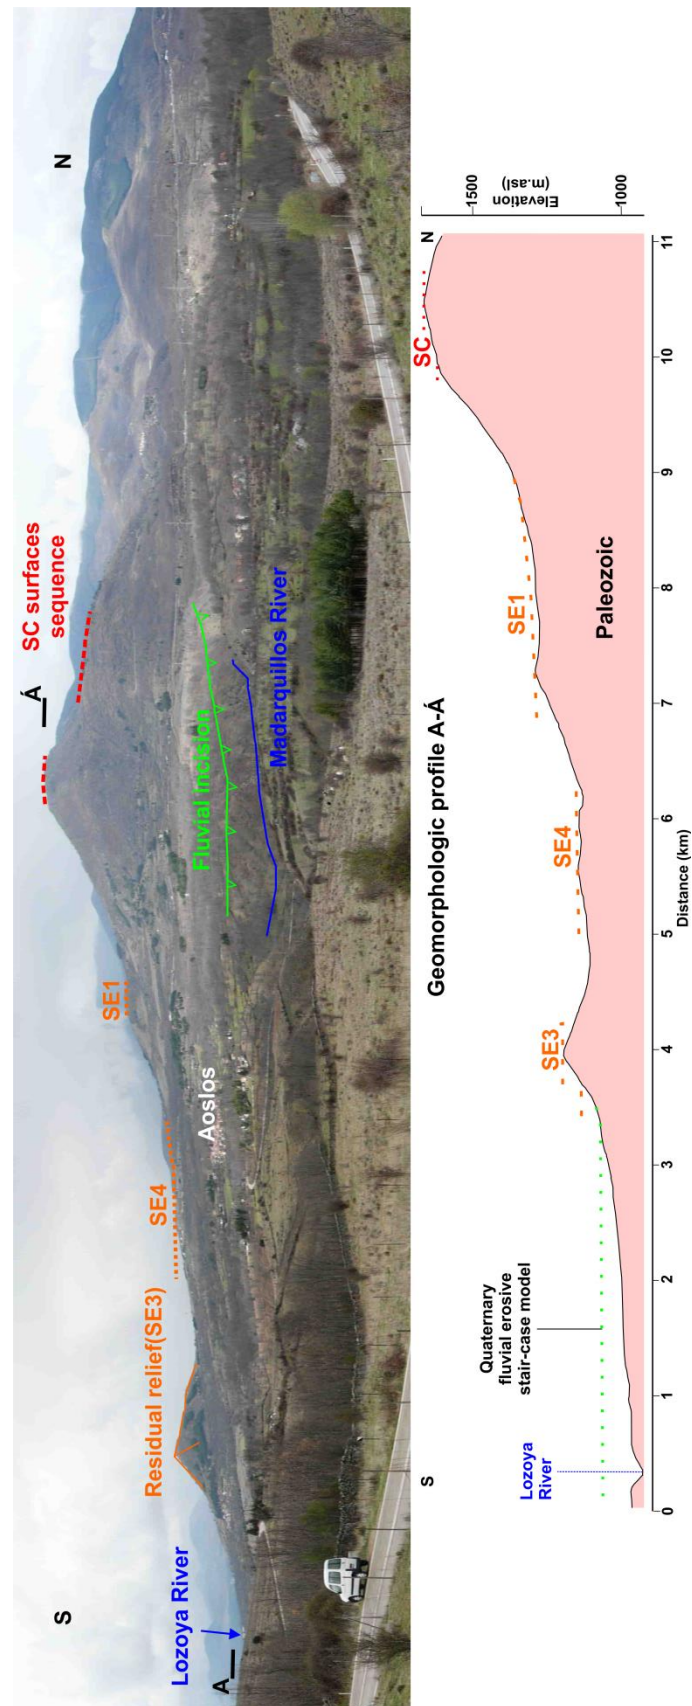 S
N
SC surfaces
sequence
Á
SE1
SE4
Residual relief(SE3)
Lozoya River
A
Aoslos
Fluvial incision
Madarquillos River
Geomorphologic profile A-Á
S
N
Elevation
(m.asl)
1500
1000
SC
SE1
SE4
SE3
Quaternary
fluvial erosive
stair-case model
Lozoya
River
Paleozoic
0 1 2 3 4 5 6 7 8 9 10 11
Distance (km)